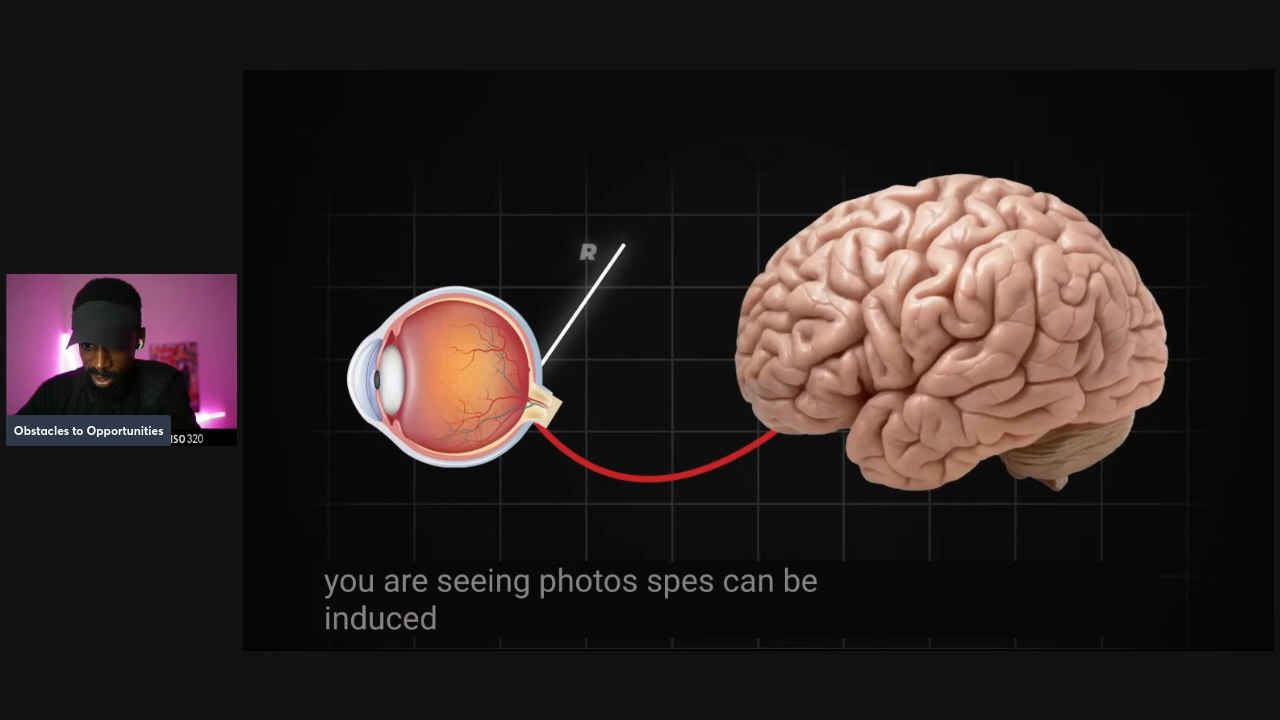 R
Obstacles to Opportunities
ISO 320
you are seeing photos spes can be
induced